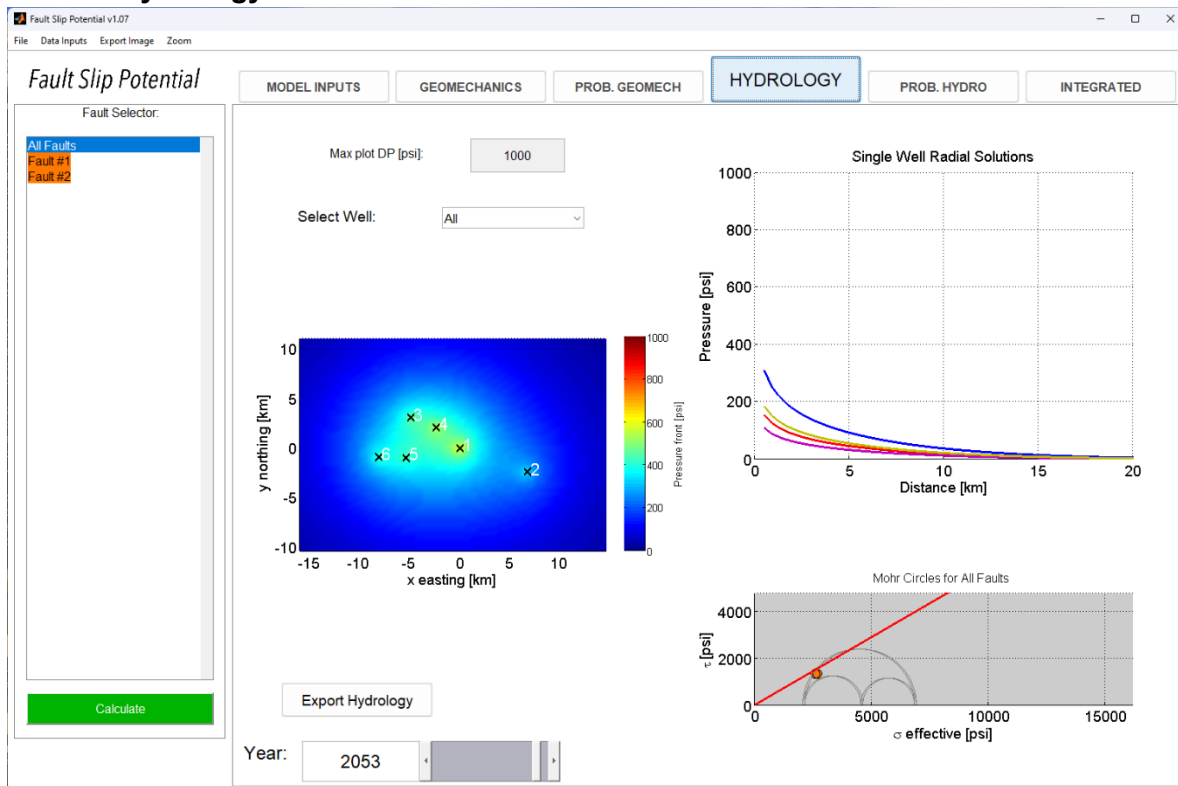 Fault Slip Potential v1.07
File Data Inputs Export Image Zoom
Fault Slip Potential
MODEL INPUTS GEOMECHANICS PROB. GEOMECH HYDROLOGY PROB. HYDRO INTEGRATED
Fault Selector:
All Faults
Fault #1
Fault #2
Calculate
Max plot DP [psi]: 1000
Select Well: All
10
5
0
-5
-10
y northing [km]
-15 -10 -5 0 5 10
x easting [km]
3
4
1
6
5
2
1000
800
600
400
200
0
Pressure front [psi]
Export Hydrology
Year: 2053
Single Well Radial Solutions
1000
800
600
400
200
0
Pressure [psi]
0 5 10 15 20
Distance [km]
Mohr Circles for All Faults
4000
2000
0
τ [psi]
0 5000 10000 15000
σ effective [psi]